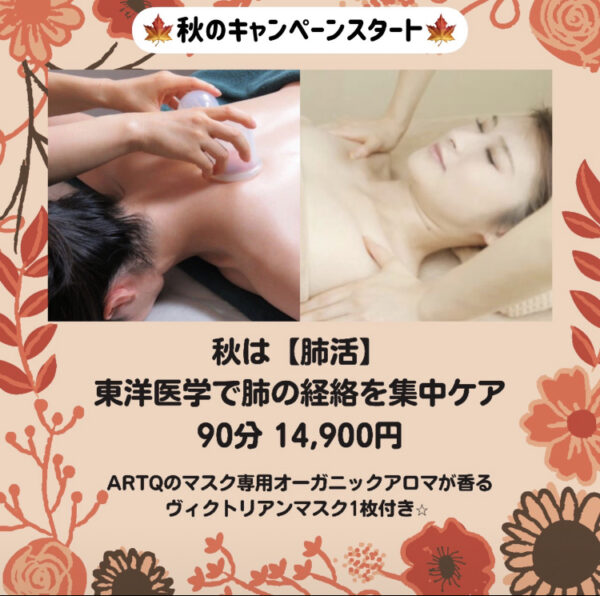 🍁秋のキャンペーンスタート🍁
秋は【肺活】
東洋医学で肺の経絡を集中ケア
90分 14,900円
ARTQのマスク専用オーガニックアロマが香る
ヴィクトリアンマスク1枚付き☆